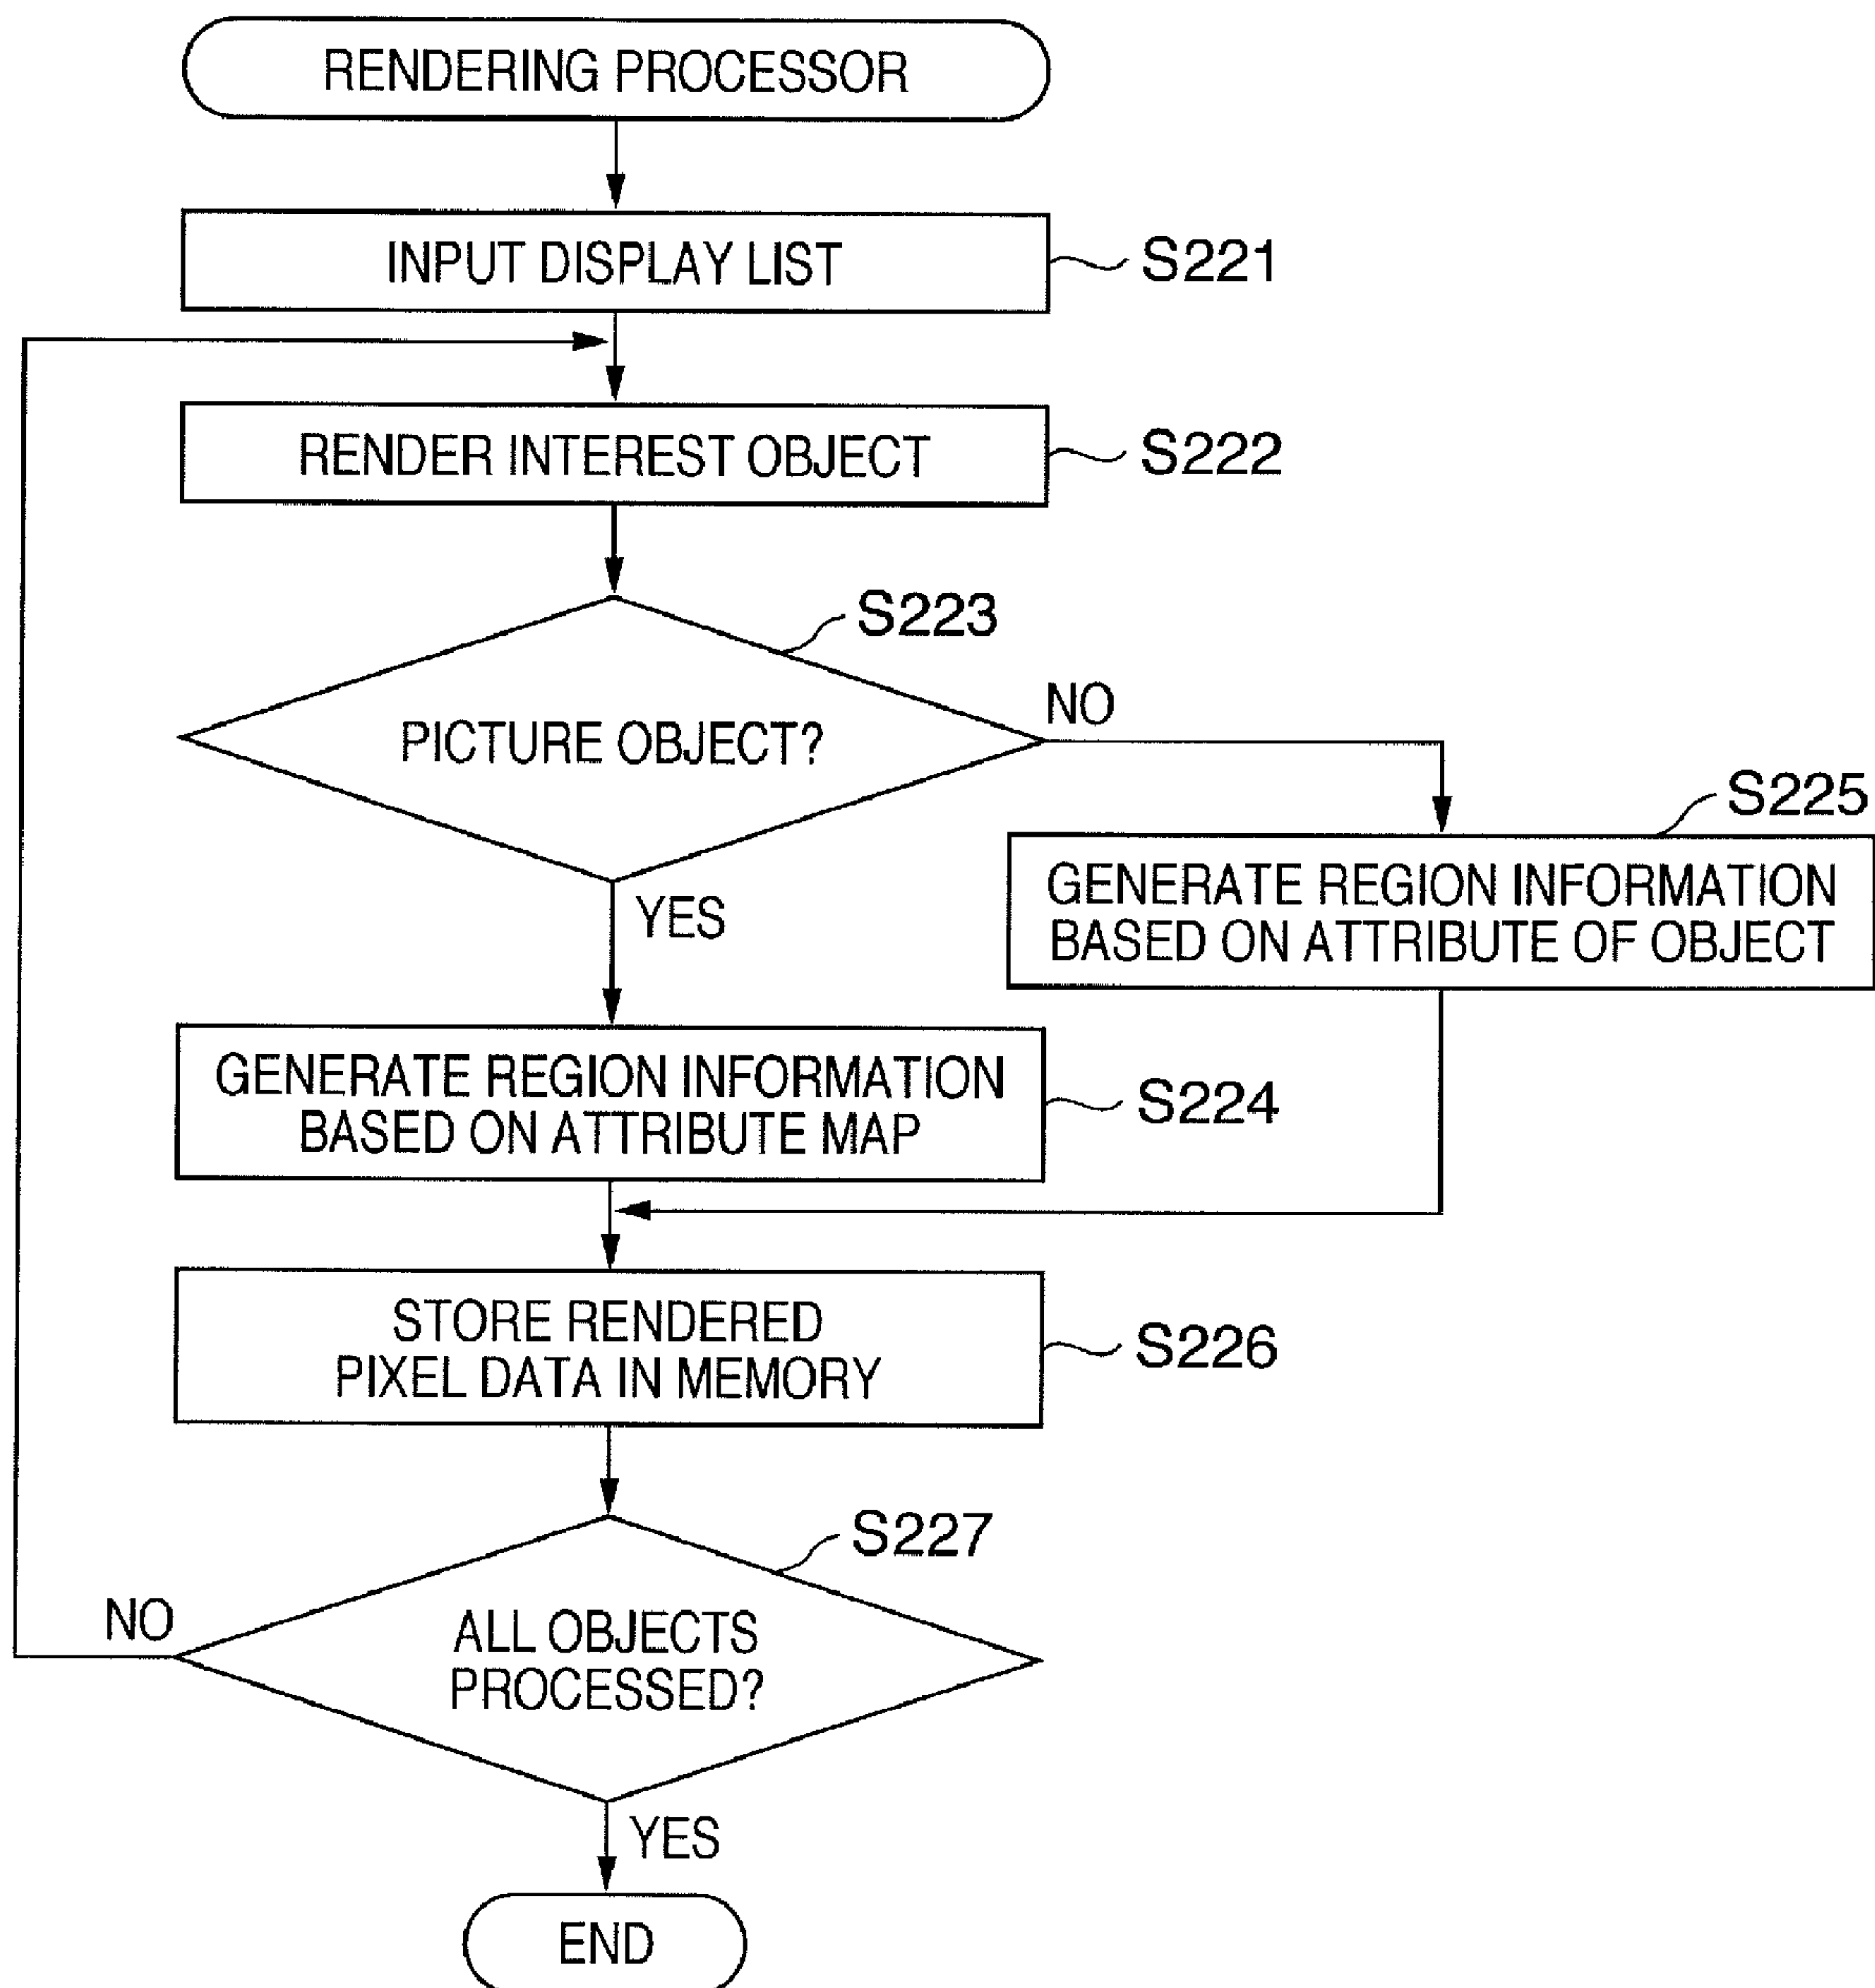 RENDERING PROCESSOR
INPUT DISPLAY LIST
S221
RENDER INTEREST OBJECT
S222
S223
PICTURE OBJECT?
NO
YES
S225
GENERATE REGION INFORMATION
BASED ON ATTRIBUTE OF OBJECT
GENERATE REGION INFORMATION
BASED ON ATTRIBUTE MAP
S224
STORE RENDERED
PIXEL DATA IN MEMORY
S226
S227
NO
ALL OBJECTS
PROCESSED?
YES
END